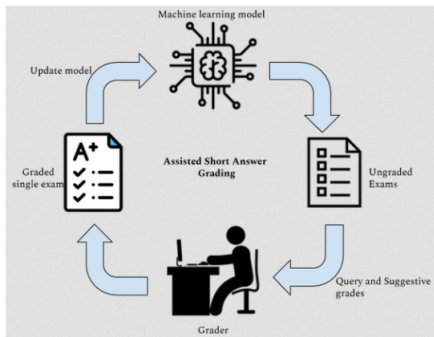 Machine learning model
Update model
A+
Graded
single exam
Assisted Short Answer
Grading
Ungraded
Exams
Query and Suggestive
grades
Grader